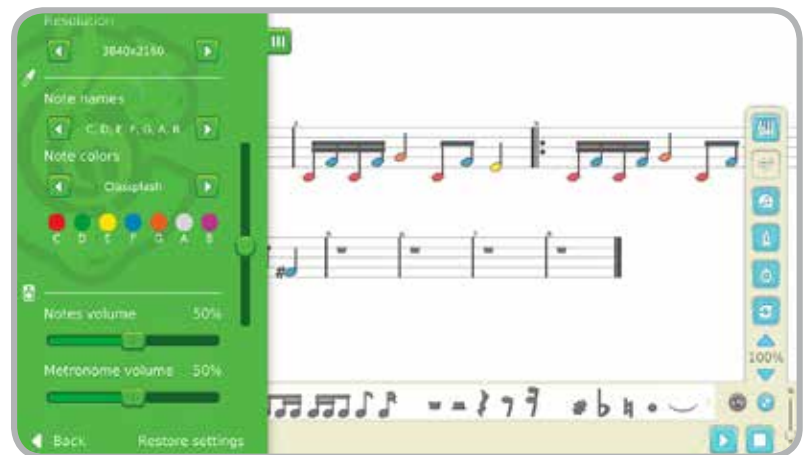 Resolution
3840x2160
Note names
C, D, E, F, G, A, B
Note colors
Classplash
C D E F G A B
Notes volume 50%
Metronome volume 50%
Back Restore settings
100%